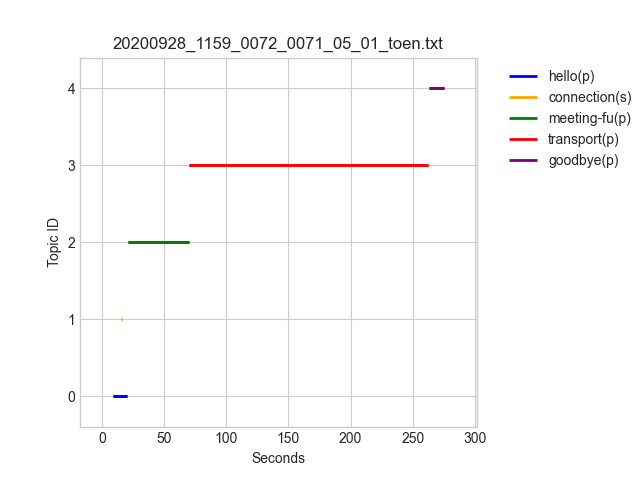 20200928_1159_0072_0071_05_01_toen.txt
4
3
2
1
0
Topic ID
0 50 100 150 200 250 300
Seconds
hello(p)
connection(s)
meeting-fu(p)
transport(p)
goodbye(p)